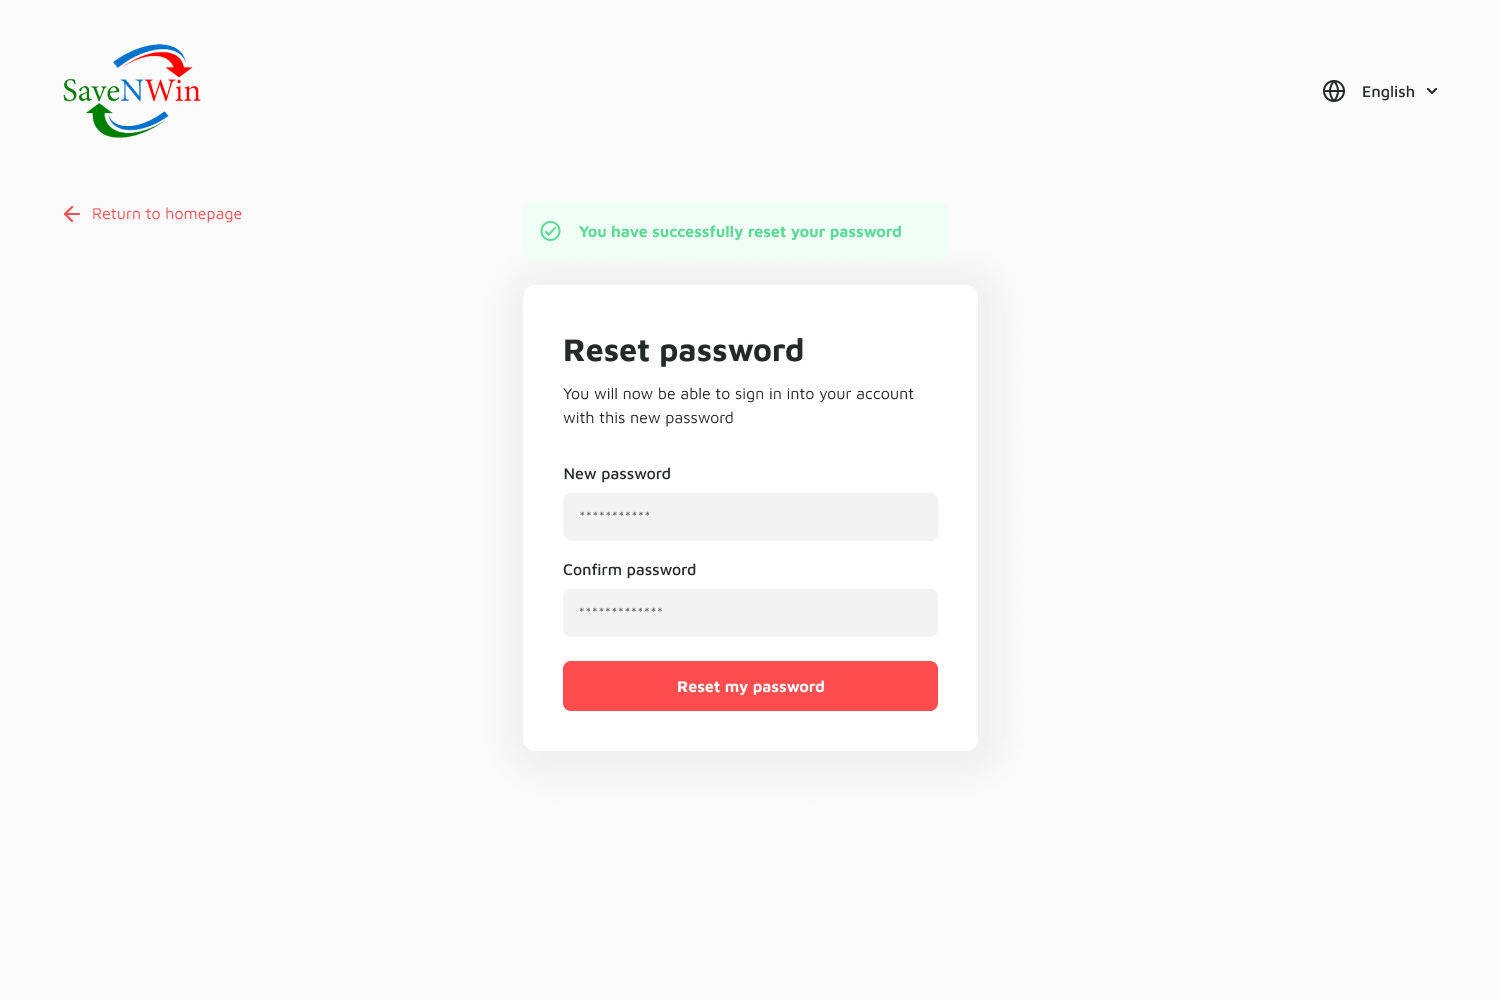 SaveNWin
English
Return to homepage
You have successfully reset your password
Reset password
You will now be able to sign in into your account
with this new password
New password
***********
Confirm password
*************
Reset my password